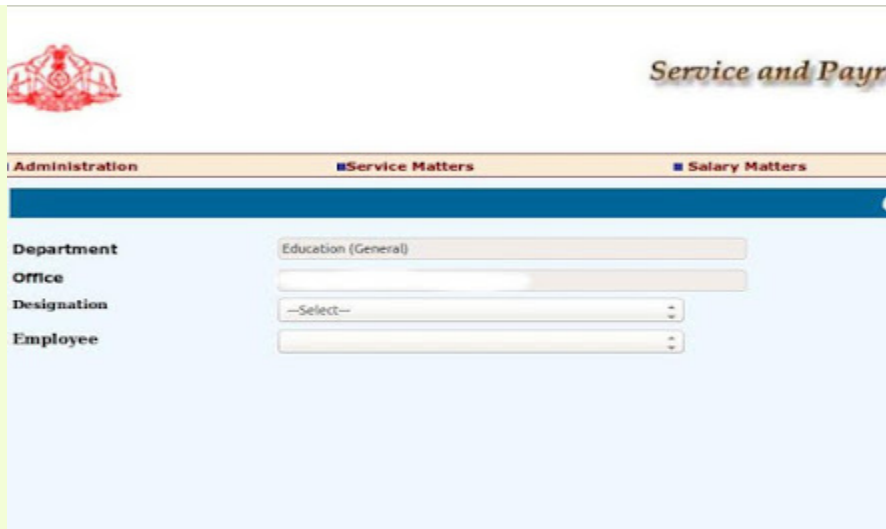 Service and Payr
Administration Service Matters Salary Matters
Department Education (General)
Office
Designation --Select--
Employee